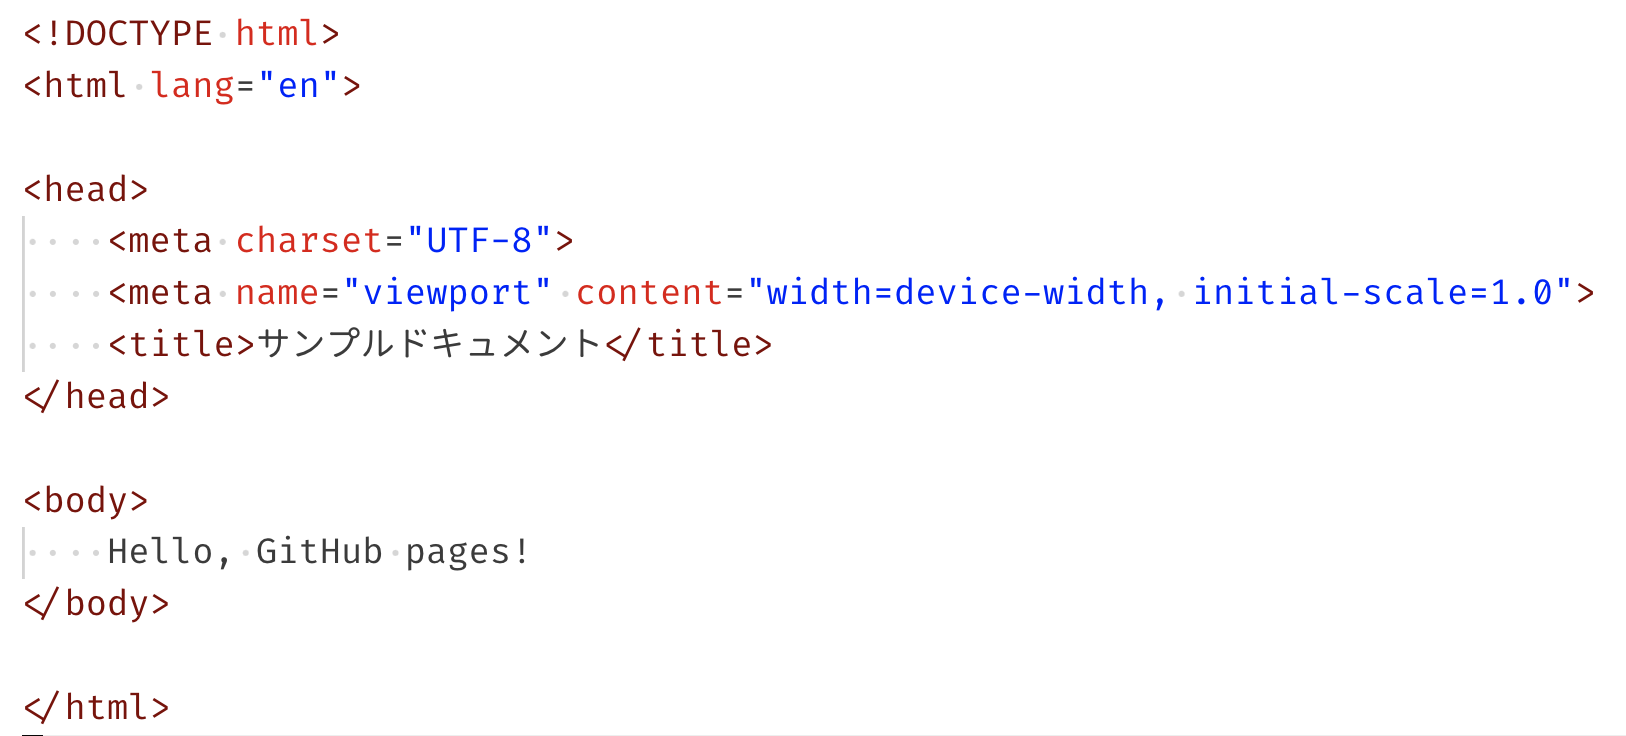 <!DOCTYPE html>
<html lang="en">
<head>
<meta charset="UTF-8">
<meta name="viewport" content="width=device-width, initial-scale=1.0">
<title>サンプルドキュメント</title>
</head>
<body>
Hello, GitHub pages!
</body>
</html>